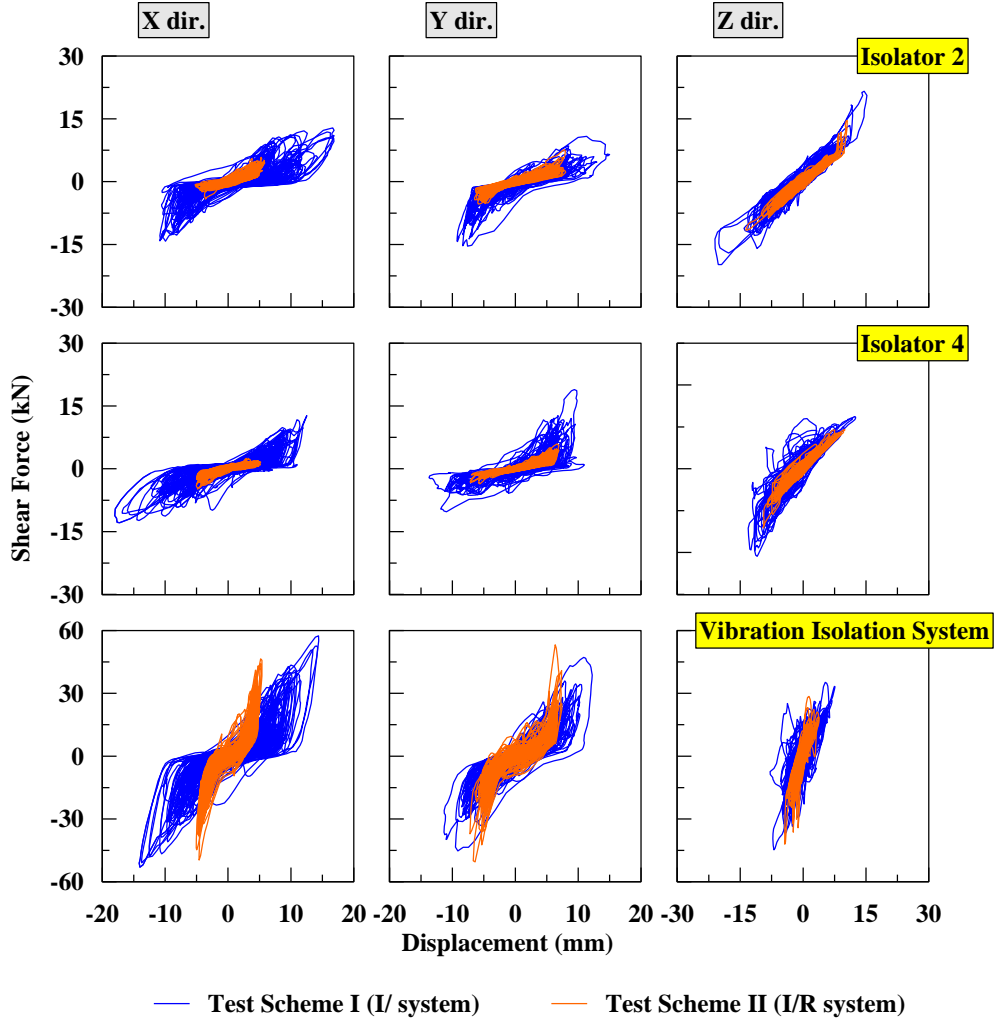 X dir.
Y dir.
Z dir.
Isolator 2
30
15
0
-15
-30
Isolator 4
30
15
0
-15
-30
Shear Force (kN)
Vibration Isolation System
60
30
0
-30
-60
-20 -10 0 10 20
-20 -10 0 10 20
-30 -15 0 15 30
Displacement (mm)
Test Scheme I (I/ system)
Test Scheme II (I/R system)